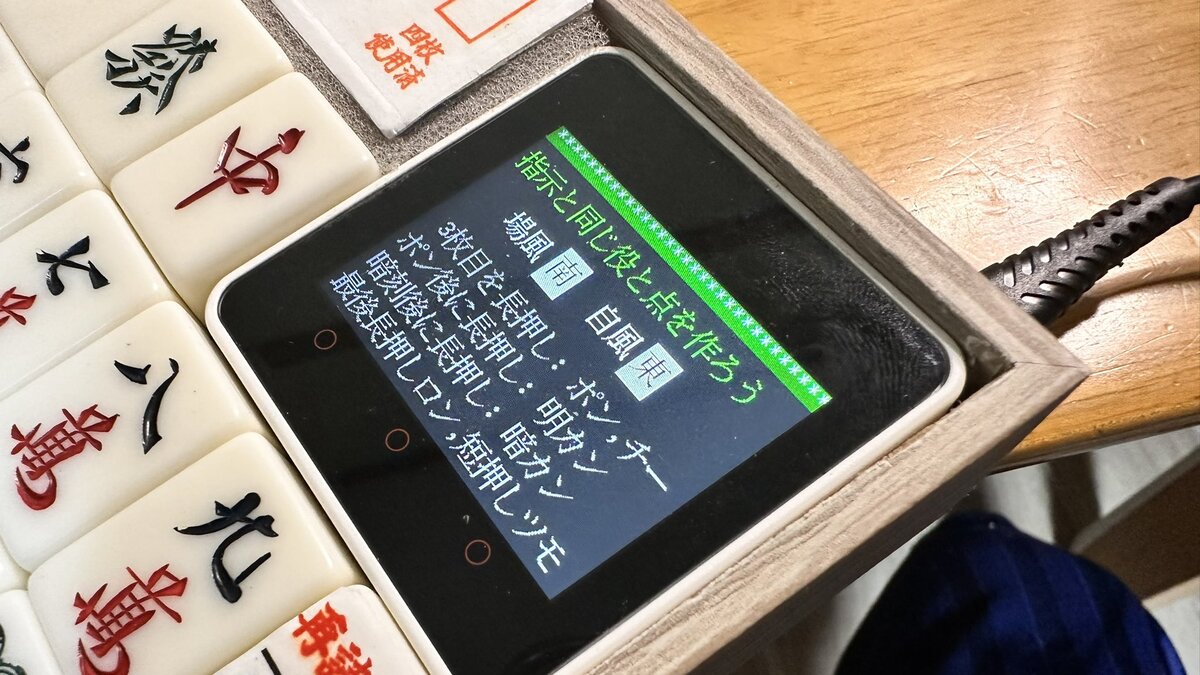 四枚
使用済
發
中
七
八
萬
九
萬
再
********************
指示と同じ役と点を作ろう
場風 南 自風 東
3枚目を長押し: ポン,チー
ポン後に長押し: 明カン
暗刻後に長押し: 暗カン
最後長押しロン,短押しツモ